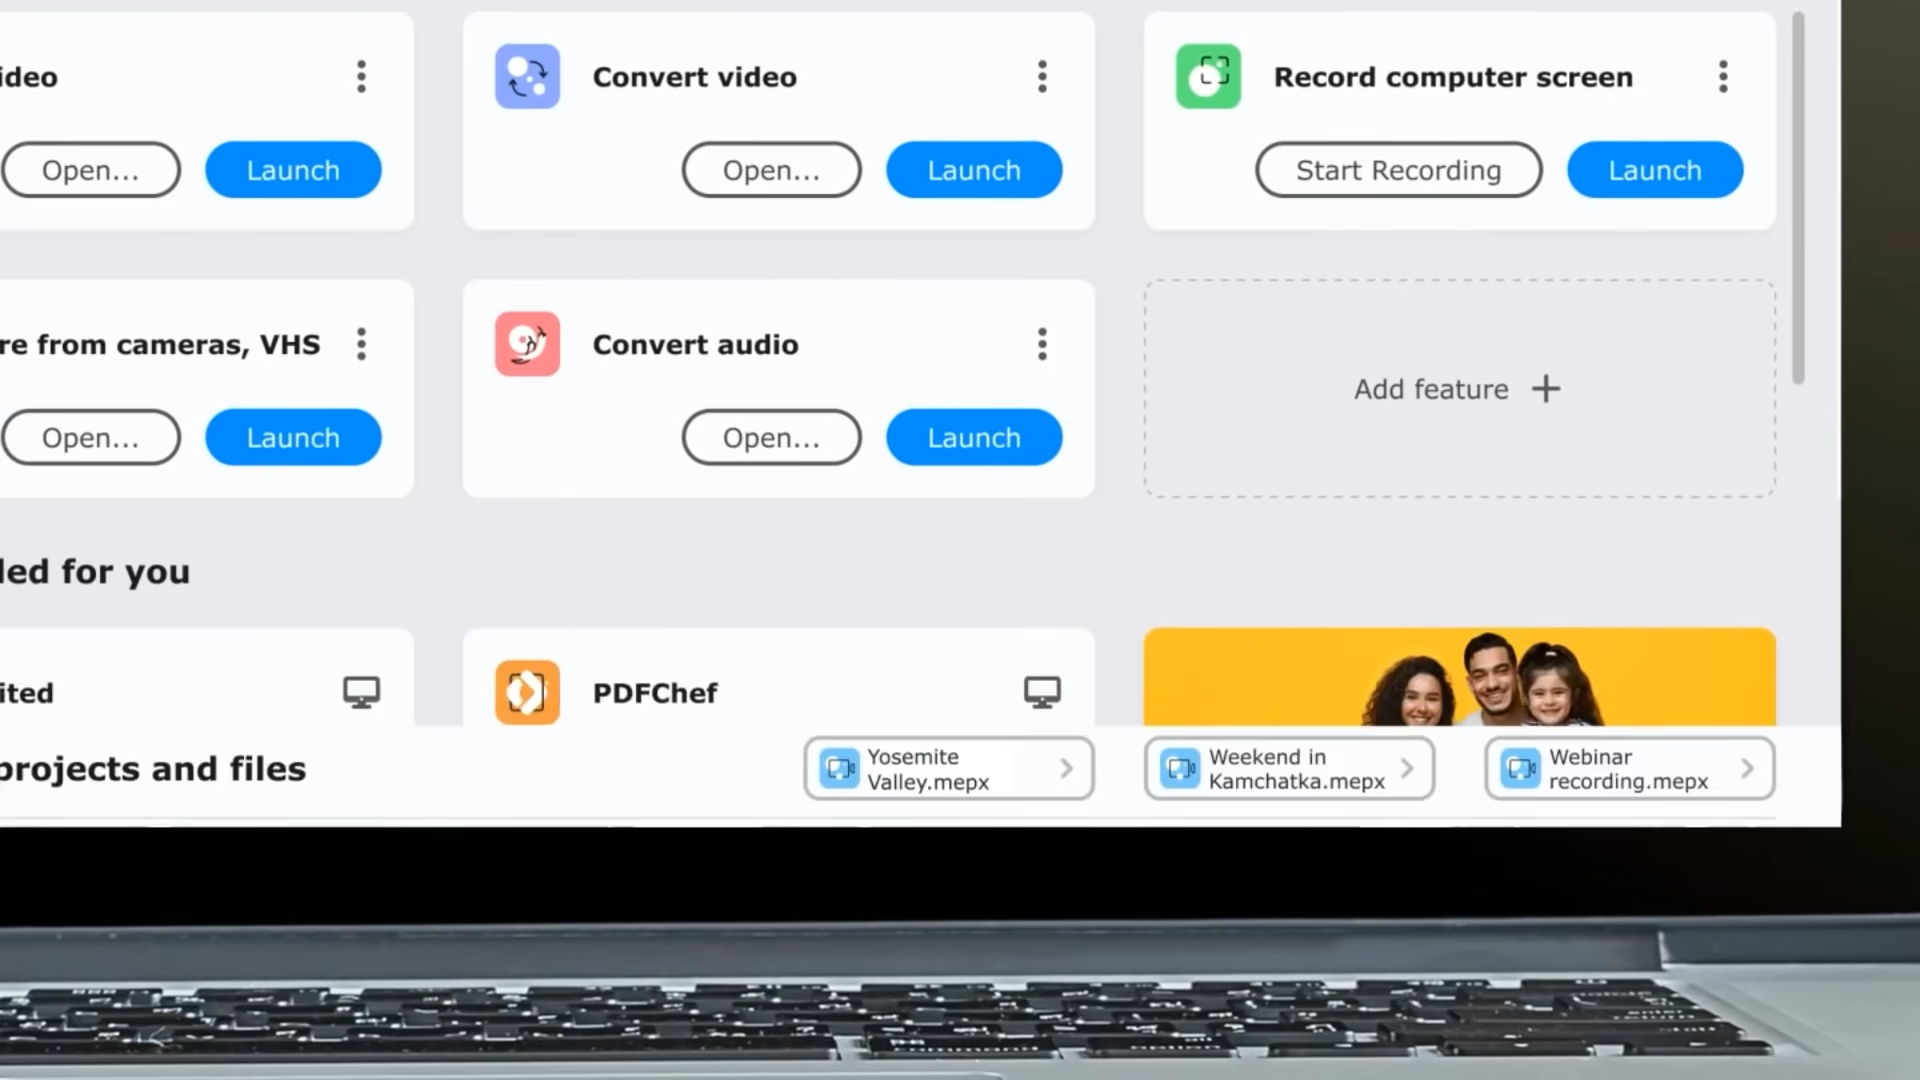 ideo
Convert video
Record computer screen
Open...
Launch
Open...
Launch
Start Recording
Launch
re from cameras, VHS
Convert audio
Open...
Launch
Open...
Launch
Add feature
led for you
ited
PDFChef
projects and files
Yosemite
Valley.mepx
Weekend in
Kamchatka.mepx
Webinar
recording.mepx
command
option